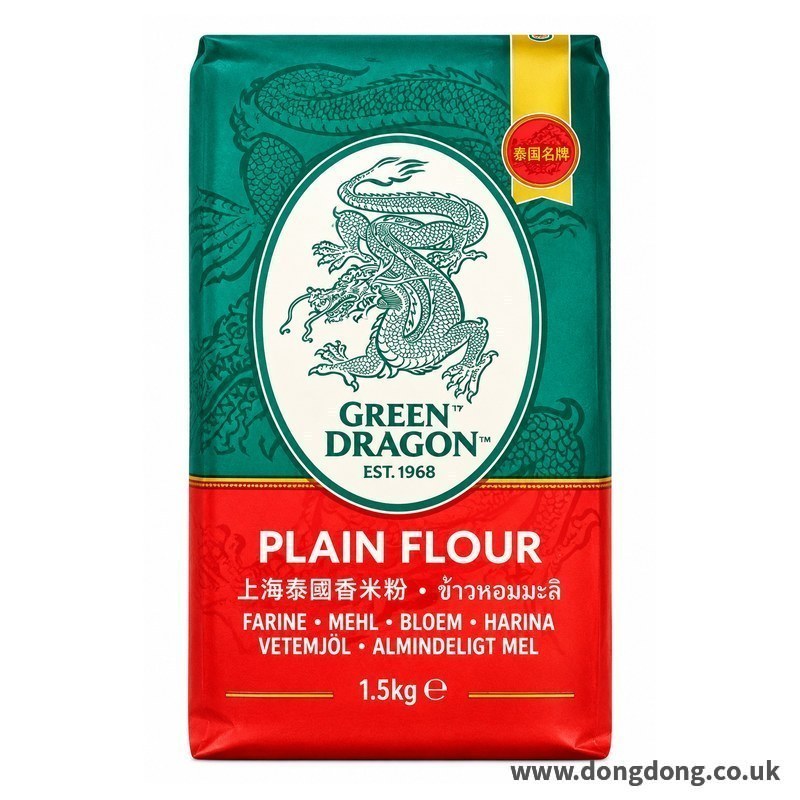 泰国名牌
GREEN
DRAGON™
EST. 1968
PLAIN FLOUR
上海泰國香米粉 • ข้าวหอมมะลิ
FARINE • MEHL • BLOEM • HARINA
VETEMJÖL • ALMINDELIGT MEL
1.5kg ℮
www.dongdong.co.uk